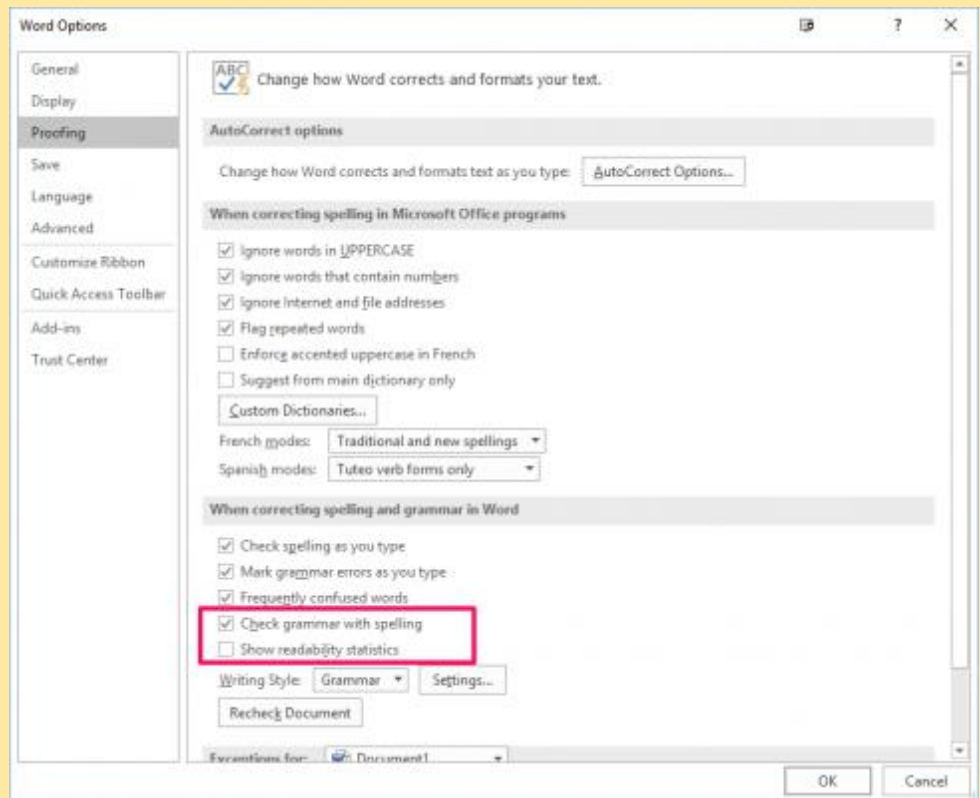 Word Options
?
General
Display
Proofing
Save
Language
Advanced
Customize Ribbon
Quick Access Toolbar
Add-ins
Trust Center
ABC
Change how Word corrects and formats your text.
AutoCorrect options
Change how Word corrects and formats text as you type:
AutoCorrect Options...
When correcting spelling in Microsoft Office programs
Ignore words in UPPERCASE
Ignore words that contain numbers
Ignore Internet and file addresses
Flag repeated words
Enforce accented uppercase in French
Suggest from main dictionary only
Custom Dictionaries...
French modes: Traditional and new spellings
Spanish modes: Tuteo verb forms only
When correcting spelling and grammar in Word
Check spelling as you type
Mark grammar errors as you type
Frequently confused words
Check grammar with spelling
Show readability statistics
Writing Style: Grammar Settings...
Recheck Document
Exceptions for: Document1
OK Cancel